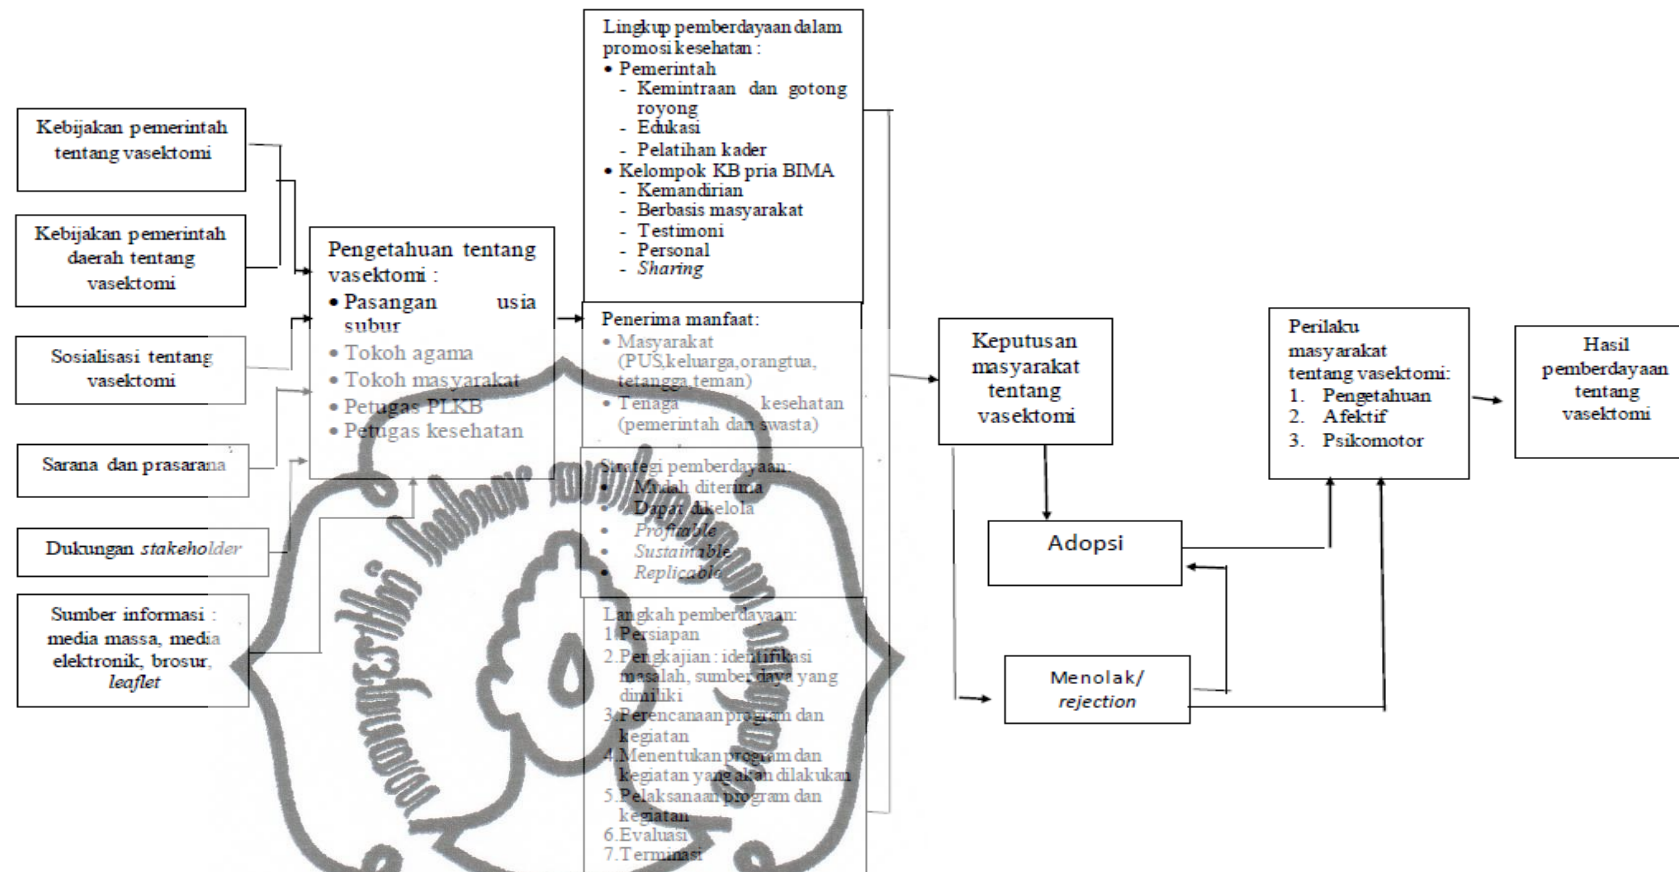 Kebijakan pemerintah
tentang vasektomi
Kebijakan pemerintah
daerah tentang
vasektomi
Sosialisasi tentang
vasektomi
Sarana dan prasarana
Dukungan stakeholder
Sumber informasi :
media massa, media
elektronik, brosur,
leaflet
Pengetahuan tentang
vasektomi :
• Pasangan usia
subur
• Tokoh agama
• Tokoh masyarakat
• Petugas PLKB
• Petugas kesehatan
Lingkup pemberdayaan dalam
promosi kesehatan :
• Pemerintah
- Kemintraan dan gotong
royong
- Edukasi
- Pelatihan kader
• Kelompok KB pria BIMA
- Kemandirian
- Berbasis masyarakat
- Testimoni
- Personal
- Sharing
Penerima manfaat:
• Masyarakat
(PUS,keluarga,orangtua,
tetangga,teman)
• Tenaga kesehatan
(pemerintah dan swasta)
Strategi pemberdayaan:
• Mudah diterima
• Dapat dikelola
• Profitable
• Sustainable
• Replicable
Langkah pemberdayaan:
1.Persiapan
2.Pengkajian : identifikasi
masalah, sumber daya yang
dimiliki
3.Perencanaan program dan
kegiatan
4.Menentukan program dan
kegiatan yang akan dilakukan
5.Pelaksanaan program dan
kegiatan
6.Evaluasi
7.Terminasi
Keputusan
masyarakat
tentang
vasektomi
Adopsi
Menolak/
rejection
Perilaku
masyarakat
tentang vasektomi:
1. Pengetahuan
2. Afektif
3. Psikomotor
Hasil
pemberdayaan
tentang
vasektomi